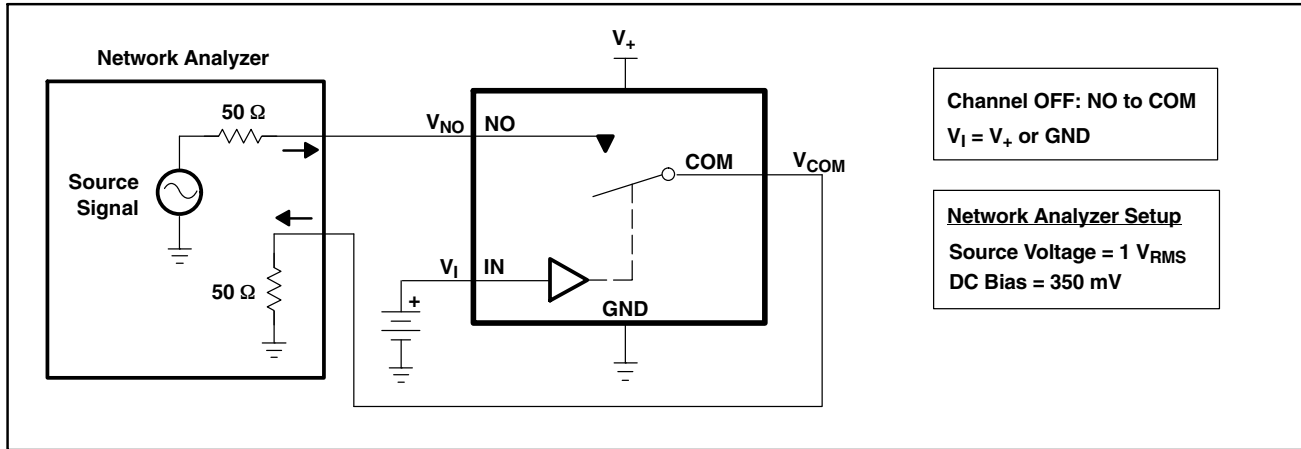 Network Analyzer
50 Ω
Source
Signal
50 Ω
V+
VNO NO
COM
VCOM
VI IN
+
GND
Channel OFF: NO to COM
VI = V+ or GND
Network Analyzer Setup
Source Voltage = 1 VRMS
DC Bias = 350 mV